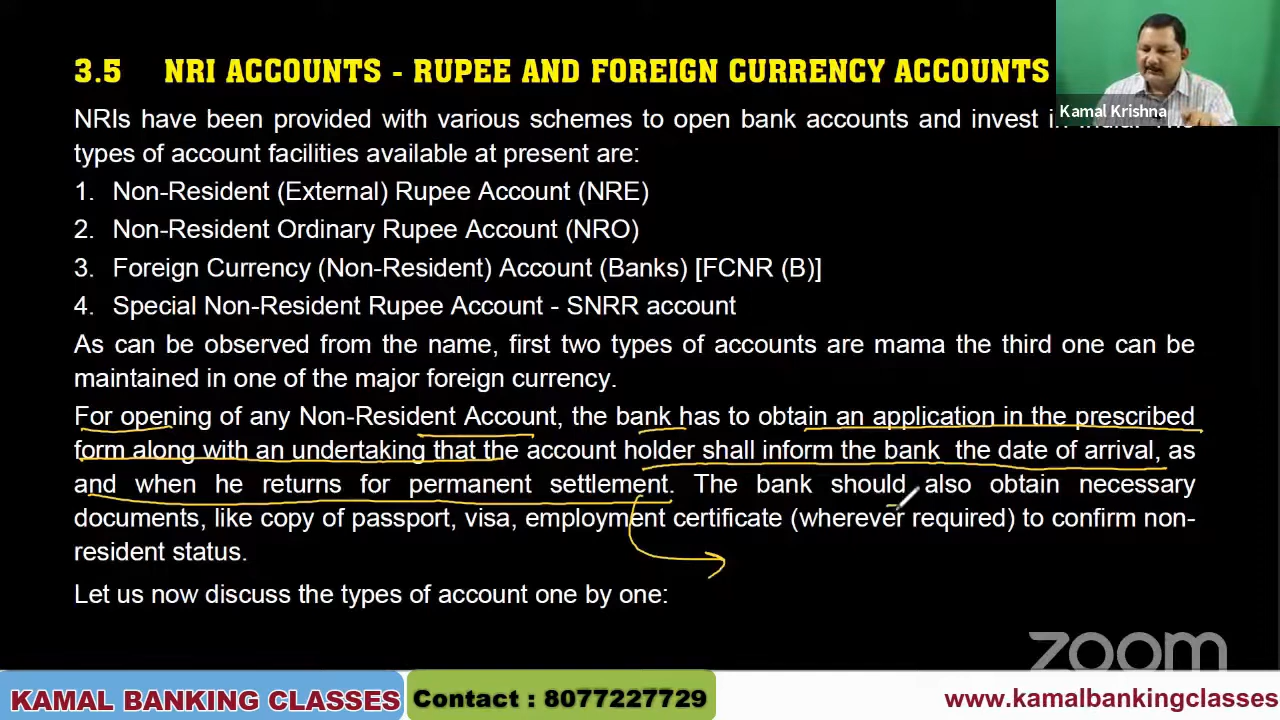 3.5 NRI ACCOUNTS - RUPEE AND FOREIGN CURRENCY ACCOUNTS
Kamal Krishna
NRIs have been provided with various schemes to open bank accounts and invest in
types of account facilities available at present are:
1. Non-Resident (External) Rupee Account (NRE)
2. Non-Resident Ordinary Rupee Account (NRO)
3. Foreign Currency (Non-Resident) Account (Banks) [FCNR (B)]
4. Special Non-Resident Rupee Account - SNRR account
As can be observed from the name, first two types of accounts are mama the third one can be
maintained in one of the major foreign currency.
For opening of any Non-Resident Account, the bank has to obtain an application in the prescribed
form along with an undertaking that the account holder shall inform the bank the date of arrival, as
and when he returns for permanent settlement. The bank should also obtain necessary
documents, like copy of passport, visa, employment certificate (wherever required) to confirm non-
resident status.
Let us now discuss the types of account one by one:
zoom
KAMAL BANKING CLASSES
Contact : 8077227729
www.kamalbankingclasses